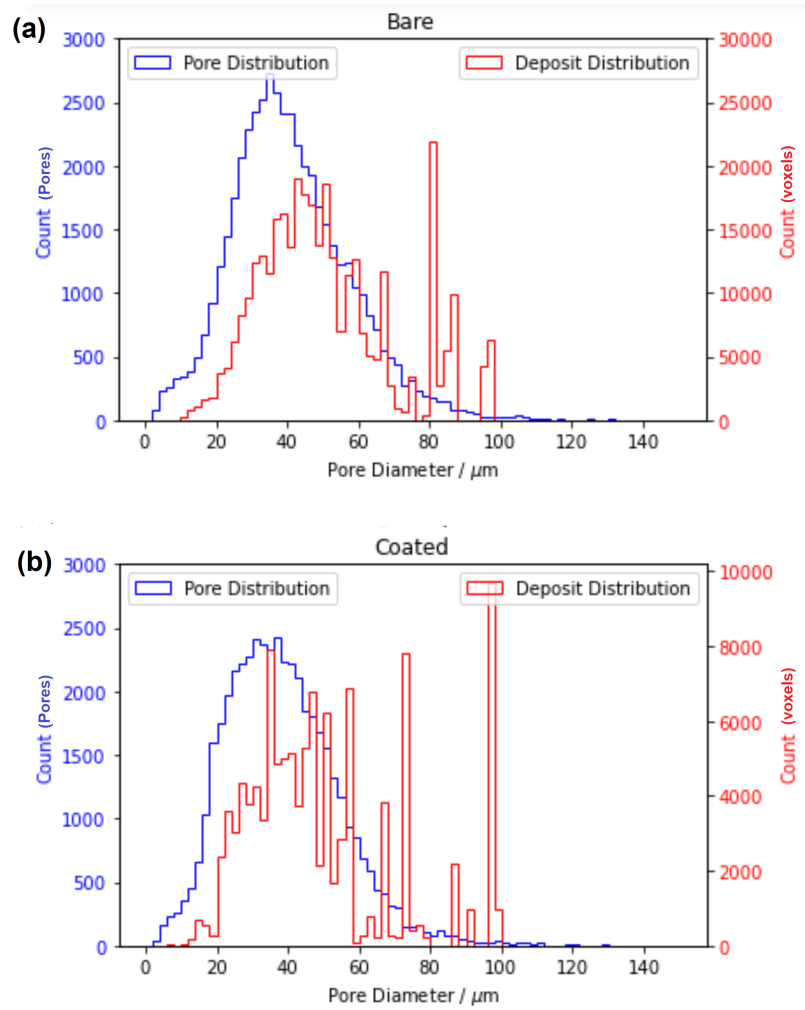 (a)
Bare
Pore Distribution
Deposit Distribution
3000
2500
2000
1500
1000
500
0
Count (Pores)
30000
25000
20000
15000
10000
5000
0
Count (voxels)
0 20 40 60 80 100 120 140
Pore Diameter / μm
(b)
Coated
Pore Distribution
Deposit Distribution
3000
2500
2000
1500
1000
500
0
Count (Pores)
10000
8000
6000
4000
2000
0
Count (voxels)
0 20 40 60 80 100 120 140
Pore Diameter / μm